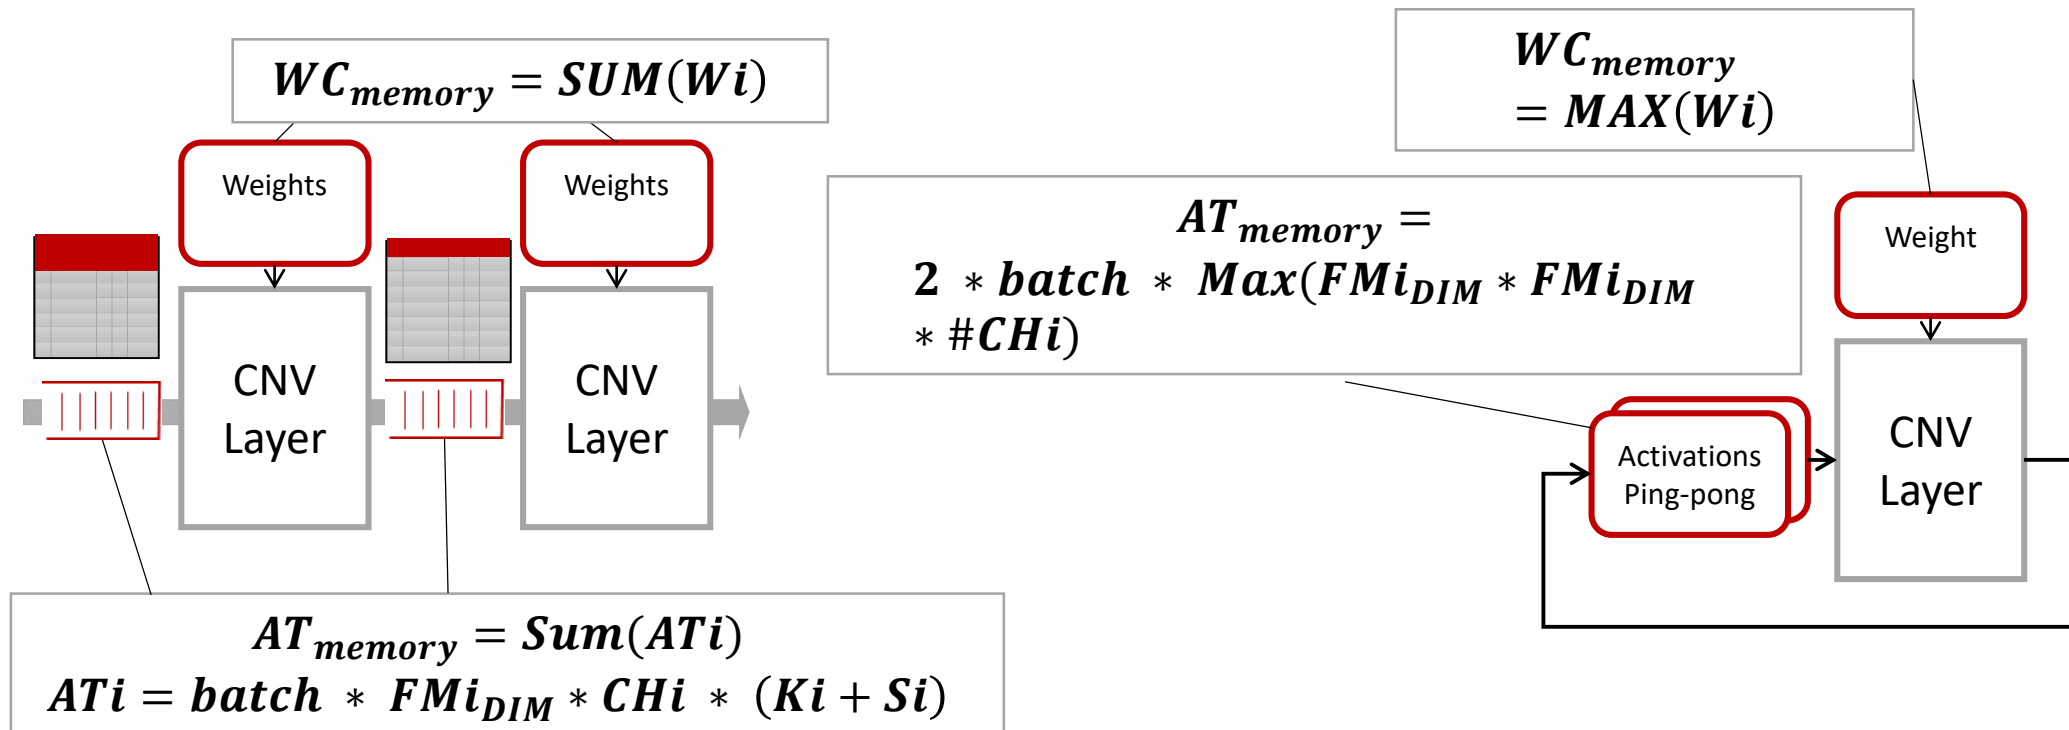 WC_memory = SUM(Wi)
Weights
Weights
CNV
Layer
CNV
Layer
AT_memory = Sum(ATi)
ATi = batch * FMi_DIM * CHi * (Ki + Si)
WC_memory
= MAX(Wi)
AT_memory =
2 * batch * Max(FMi_DIM * FMi_DIM
* #CHi)
Weight
Activations
Ping-pong
CNV
Layer